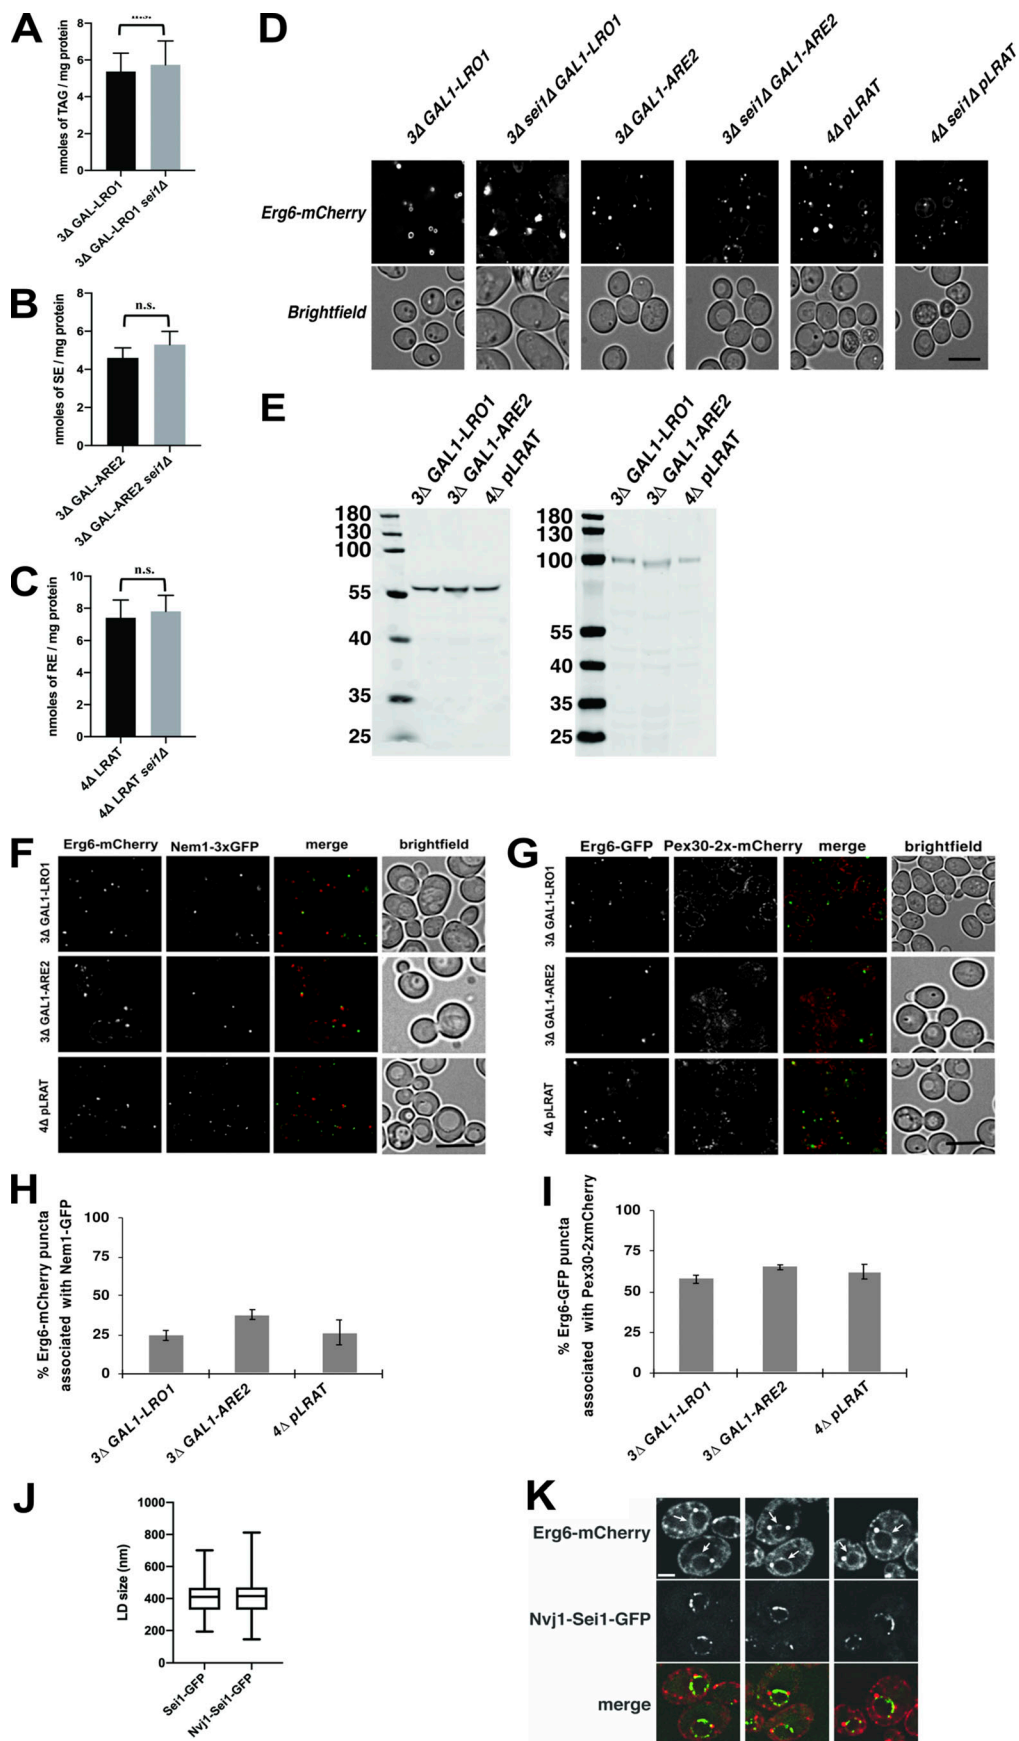 A
n.s.
nmoles of TAG / mg protein
8
6
4
2
0
3Δ GAL-LRO1
3Δ GAL-LRO1 sei1Δ
B
n.s.
nmoles of SE / mg protein
8
6
4
2
0
3Δ GAL-ARE2
3Δ GAL-ARE2 sei1Δ
C
n.s.
nmoles of RE / mg protein
10
8
6
4
2
0
4Δ LRAT
4Δ LRAT sei1Δ
D
3Δ GAL1-LRO1
3Δ sei1Δ GAL1-LRO1
3Δ GAL1-ARE2
3Δ sei1Δ GAL1-ARE2
4Δ pLRAT
4Δ sei1Δ pLRAT
Erg6-mCherry
Brightfield
E
3Δ GAL1-LRO1
3Δ GAL1-ARE2
4Δ pLRAT
180
130
100
55
40
35
25
3Δ GAL1-LRO1
3Δ GAL1-ARE2
4Δ pLRAT
180
130
100
55
40
35
25
F
Erg6-mCherry Nem1-3xGFP merge brightfield
3Δ GAL1-LRO1
3Δ GAL1-ARE2
4Δ pLRAT
G
Erg6-GFP Pex30-2x-mCherry merge brightfield
3Δ GAL1-LRO1
3Δ GAL1-ARE2
4Δ pLRAT
H
% Erg6-mCherry puncta
associated with Nem1-GFP
100
75
50
25
0
3Δ GAL1-LRO1
3Δ GAL1-ARE2
4Δ pLRAT
I
% Erg6-GFP puncta
associated with Pex30-2xmCherry
100
75
50
25
0
3Δ GAL1-LRO1
3Δ GAL1-ARE2
4Δ pLRAT
J
LD size (nm)
1000
800
600
400
200
0
Sei1-GFP
Nvj1-Sei1-GFP
K
Erg6-mCherry
Nvj1-Sei1-GFP
merge